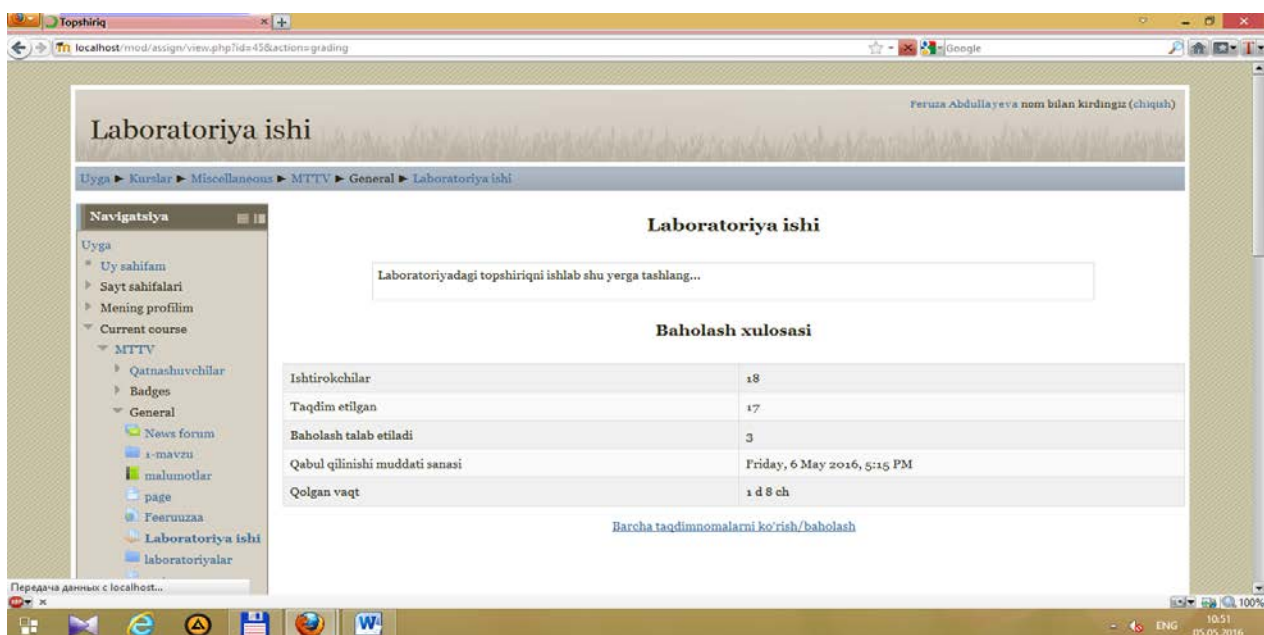 Topshiriq
localhost/mod/assign/view.php?id=45&action=grading
Google
Feruza Abdullayeva nom bilan kirdingiz (chiqish)
Laboratoriya ishi
Uyga ► Kurslar ► Miscellaneous ► MTTV ► General ► Laboratoriya ishi
Navigatsiya
Uyga
Uy sahifam
Sayt sahifalari
Mening profilim
Current course
MTTV
Qatnashuvchilar
Badges
General
News forum
1-mavzu
malumotlar
page
Feeruuzaa
Laboratoriya ishi
laboratoriyalar
Laboratoriya ishi
Laboratoriyadagi topshiriqni ishlab shu yerga tashlang...
Baholash xulosasi
Ishtirokchilar 18
Taqdim etilgan 17
Baholash talab etiladi 3
Qabul qilinishi muddati sanasi Friday, 6 May 2016, 5:15 PM
Qolgan vaqt 1 d 8 ch
Barcha taqdimnomalarni ko'rish/baholash
Передача данных с localhost...
100%
ENG
10:51
05.05.2016